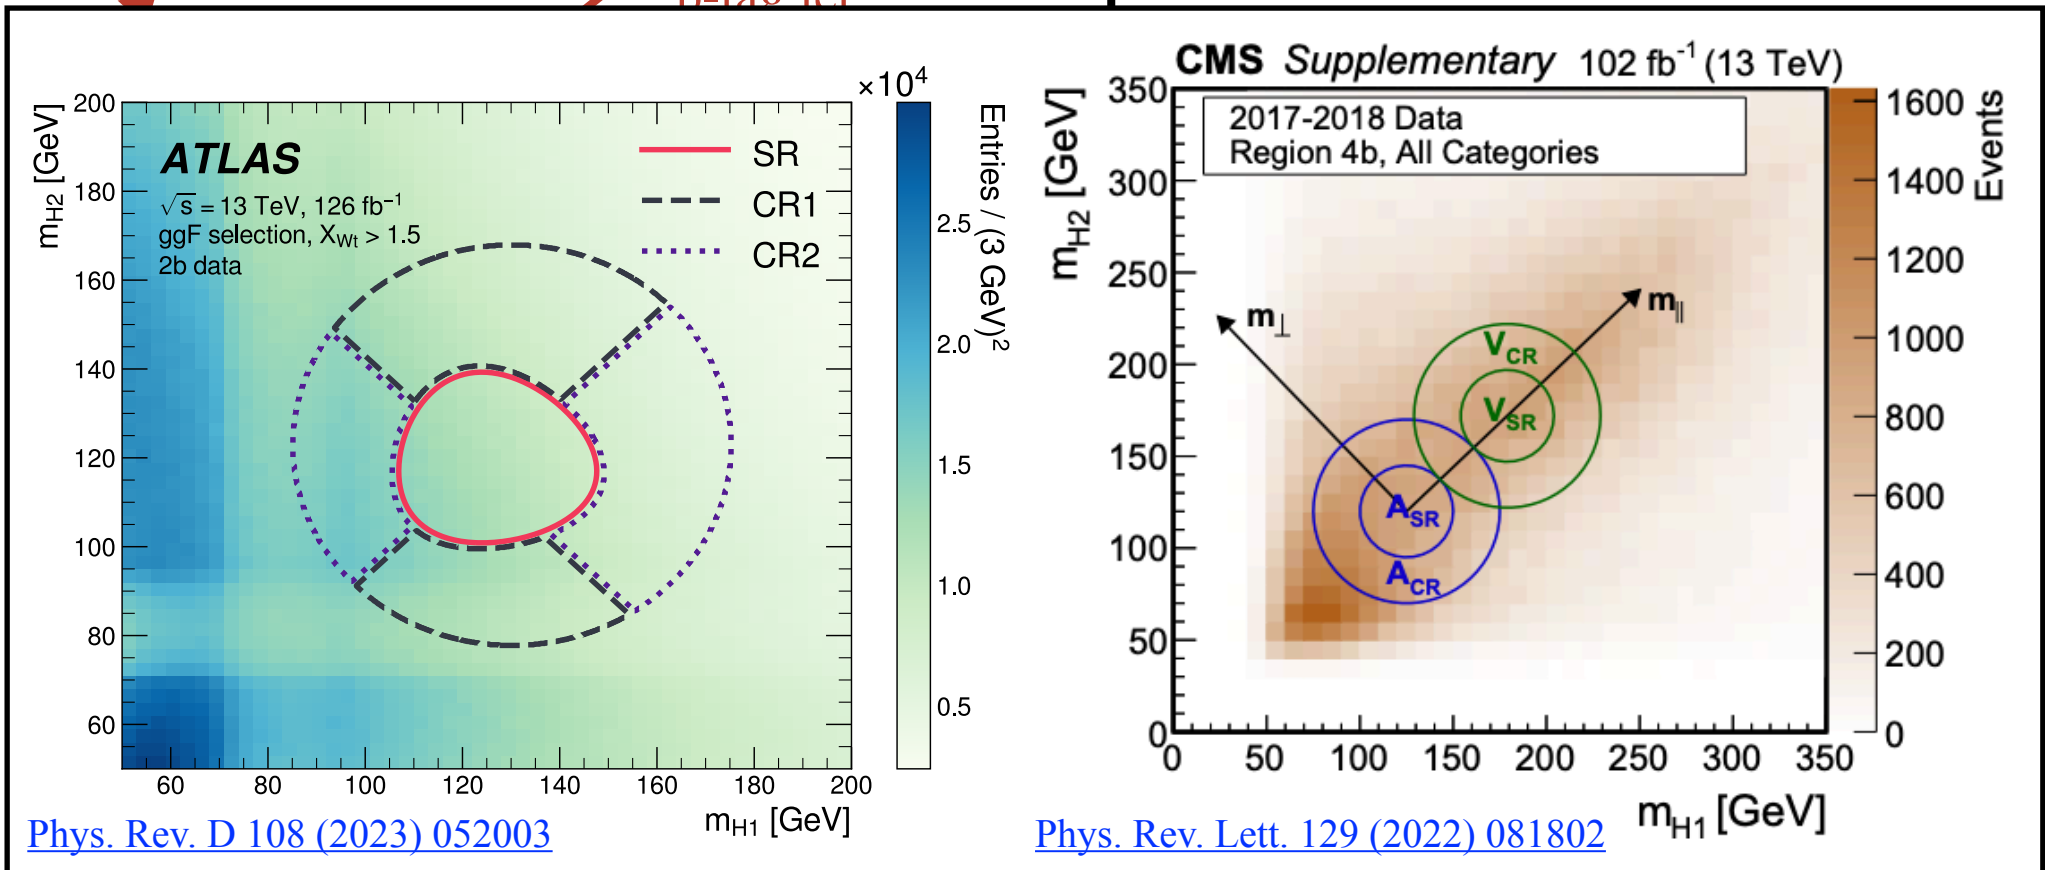 ×10⁴
ATLAS
√s = 13 TeV, 126 fb⁻¹
ggF selection, X_Wt > 1.5
2b data
SR
CR1
CR2
m_H2 [GeV]
200
180
160
140
120
100
80
60
60 80 100 120 140 160 180 200
m_H1 [GeV]
2.5
2.0
1.5
1.0
0.5
Entries / (3 GeV)²
Phys. Rev. D 108 (2023) 052003
CMS Supplementary 102 fb⁻¹ (13 TeV)
2017-2018 Data
Region 4b, All Categories
m_H2 [GeV]
350
300
250
200
150
100
50
0
m_⊥
m_||
V_CR
V_SR
A_SR
A_CR
0 50 100 150 200 250 300 350
m_H1 [GeV]
1600
1400
1200
1000
800
600
400
200
0
Events
Phys. Rev. Lett. 129 (2022) 081802